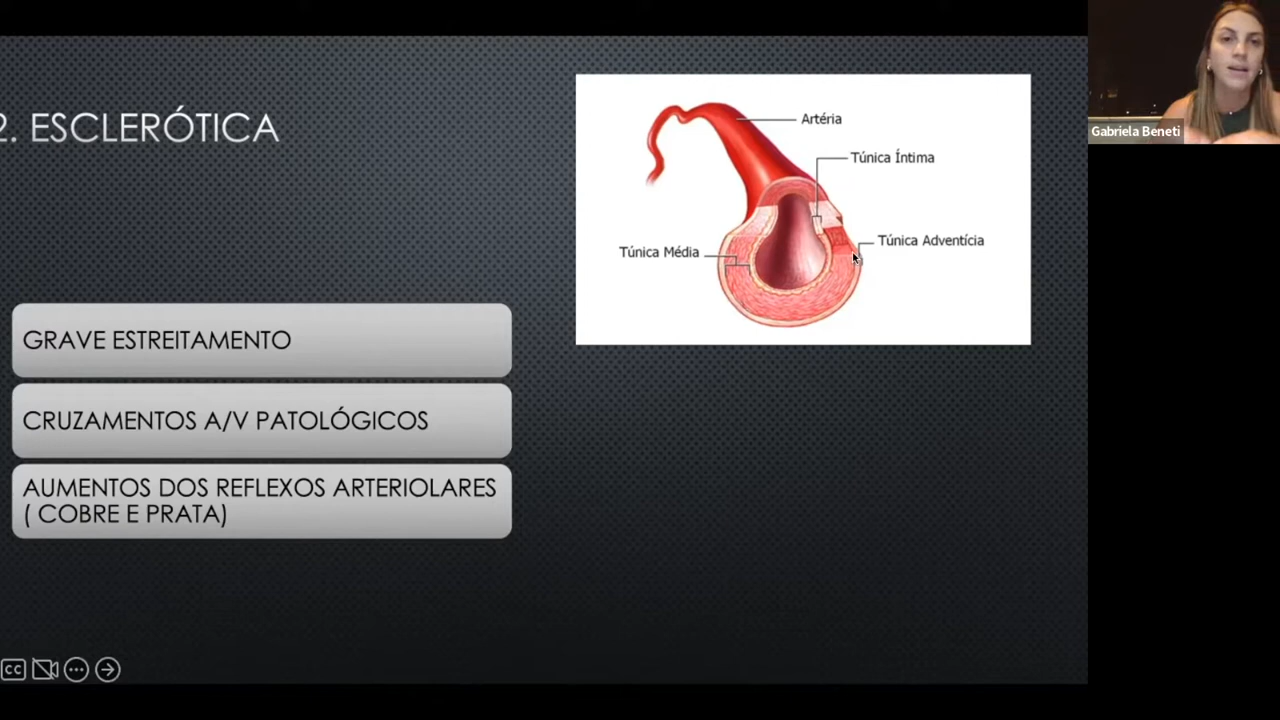 2. ESCLERÓTICA
Artéria
Túnica Íntima
Túnica Adventícia
Túnica Média
GRAVE ESTREITAMENTO
CRUZAMENTOS A/V PATOLÓGICOS
AUMENTOS DOS REFLEXOS ARTERIOLARES
( COBRE E PRATA)
Gabriela Beneti
CC